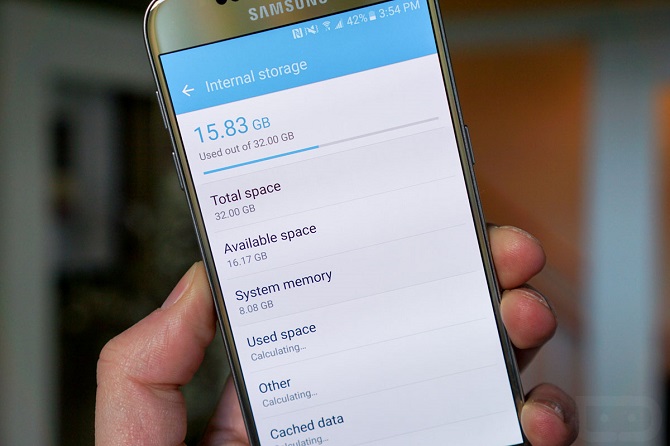 SAMSUNG
42% 3:54 PM
Internal storage
15.83 GB
Used out of 32.00 GB
Total space
32.00 GB
Available space
16.17 GB
System memory
8.08 GB
Used space
Calculating...
Other
Calculating...
Cached data
Calculating...